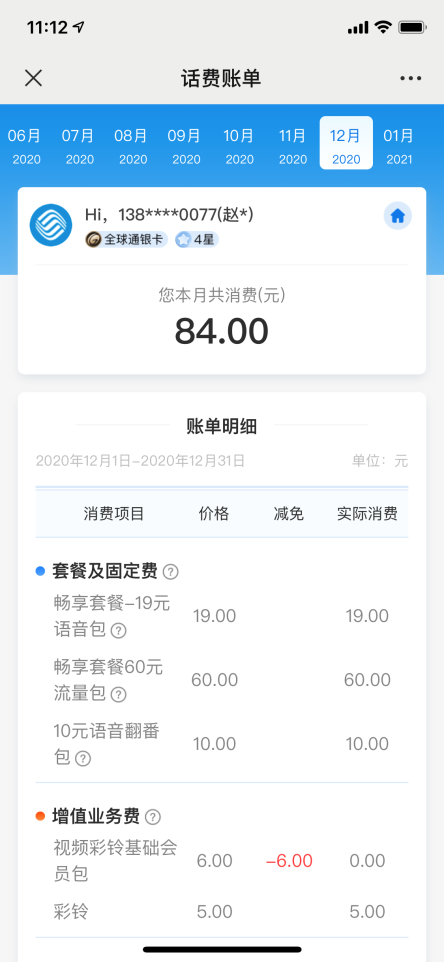 11:12
话费账单
06月 07月 08月 09月 10月 11月 12月 01月
2020 2020 2020 2020 2020 2020 2020 2021
Hi，138****0077(赵*)
全球通银卡 4星
您本月共消费(元)
84.00
账单明细
2020年12月1日-2020年12月31日 单位：元
消费项目 价格 减免 实际消费
套餐及固定费 ?
畅享套餐-19元
语音包 ? 19.00 19.00
畅享套餐60元
流量包 ? 60.00 60.00
10元语音翻番
包 ? 10.00 10.00
增值业务费 ?
视频彩铃基础会
员包 6.00 -6.00 0.00
彩铃 5.00 5.00